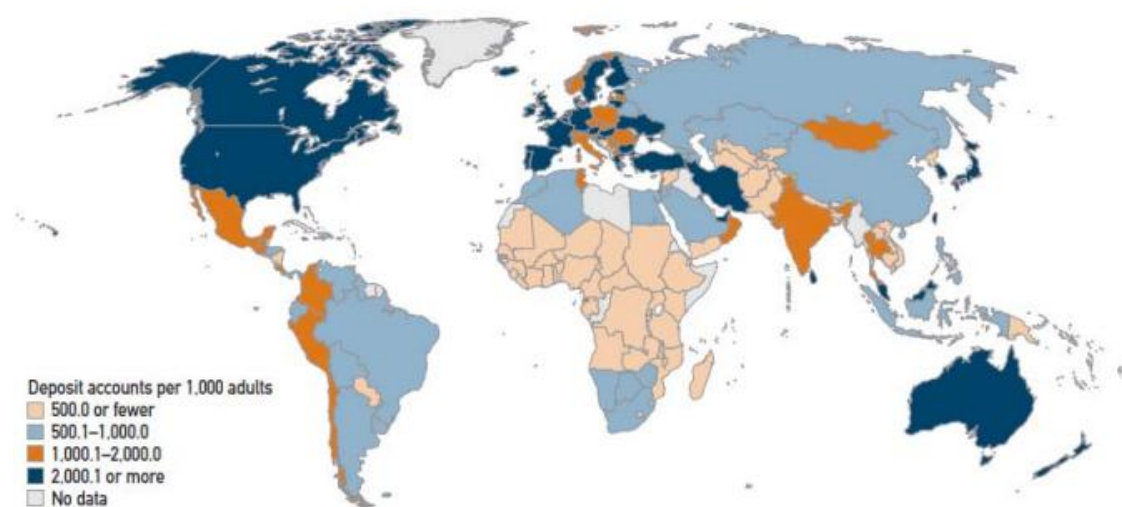 Deposit accounts per 1,000 adults
500.0 or fewer
500.1–1,000.0
1,000.1–2,000.0
2,000.1 or more
No data